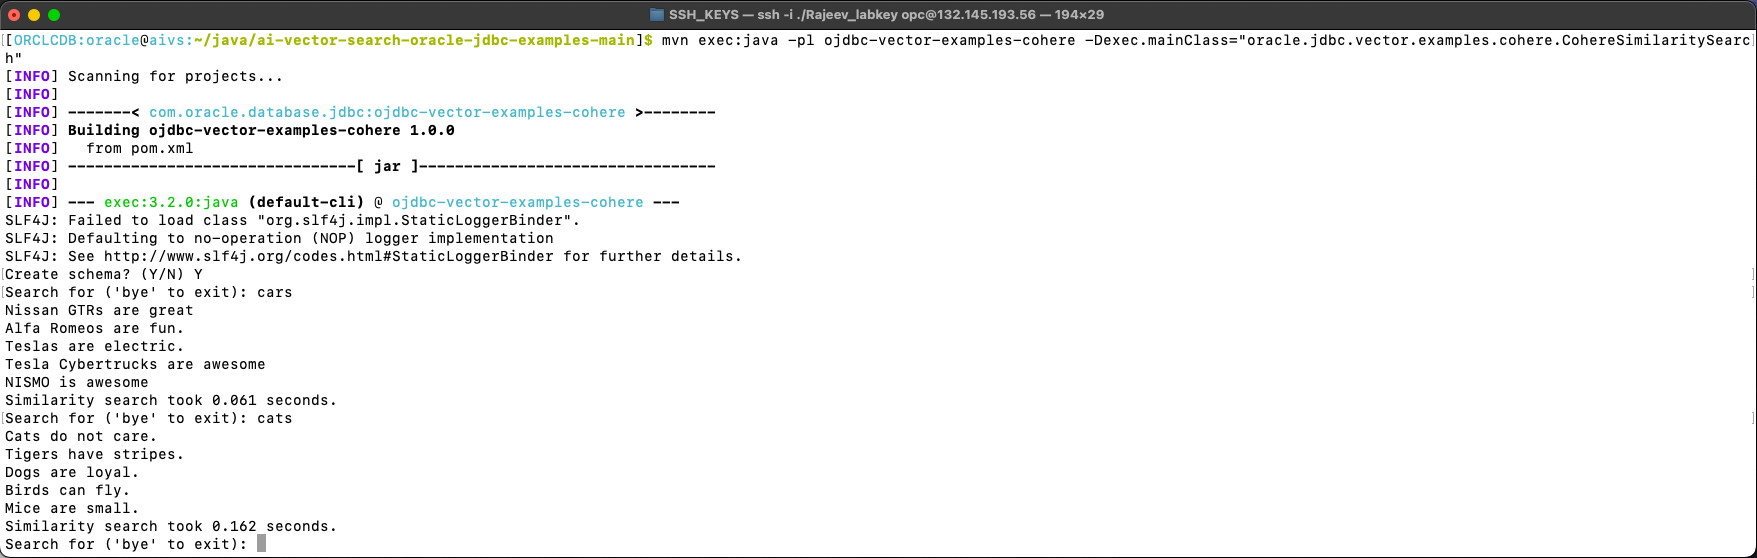 SSH_KEYS — ssh -i ./Rajeev_labkey opc@132.145.193.56 — 194×29
[ORCLCDB:oracle@aivs:~/java/ai-vector-search-oracle-jdbc-examples-main]$ mvn exec:java -pl ojdbc-vector-examples-cohere -Dexec.mainClass="oracle.jdbc.vector.examples.cohere.CohereSimilaritySearc
h"
[INFO] Scanning for projects...
[INFO]
[INFO] -------< com.oracle.database.jdbc:ojdbc-vector-examples-cohere >--------
[INFO] Building ojdbc-vector-examples-cohere 1.0.0
[INFO]   from pom.xml
[INFO] --------------------------------[ jar ]---------------------------------
[INFO]
[INFO] --- exec:3.2.0:java (default-cli) @ ojdbc-vector-examples-cohere ---
SLF4J: Failed to load class "org.slf4j.impl.StaticLoggerBinder".
SLF4J: Defaulting to no-operation (NOP) logger implementation
SLF4J: See http://www.slf4j.org/codes.html#StaticLoggerBinder for further details.
Create schema? (Y/N) Y
Search for ('bye' to exit): cars
Nissan GTRs are great
Alfa Romeos are fun.
Teslas are electric.
Tesla Cybertrucks are awesome
NISMO is awesome
Similarity search took 0.061 seconds.
Search for ('bye' to exit): cats
Cats do not care.
Tigers have stripes.
Dogs are loyal.
Birds can fly.
Mice are small.
Similarity search took 0.162 seconds.
Search for ('bye' to exit):